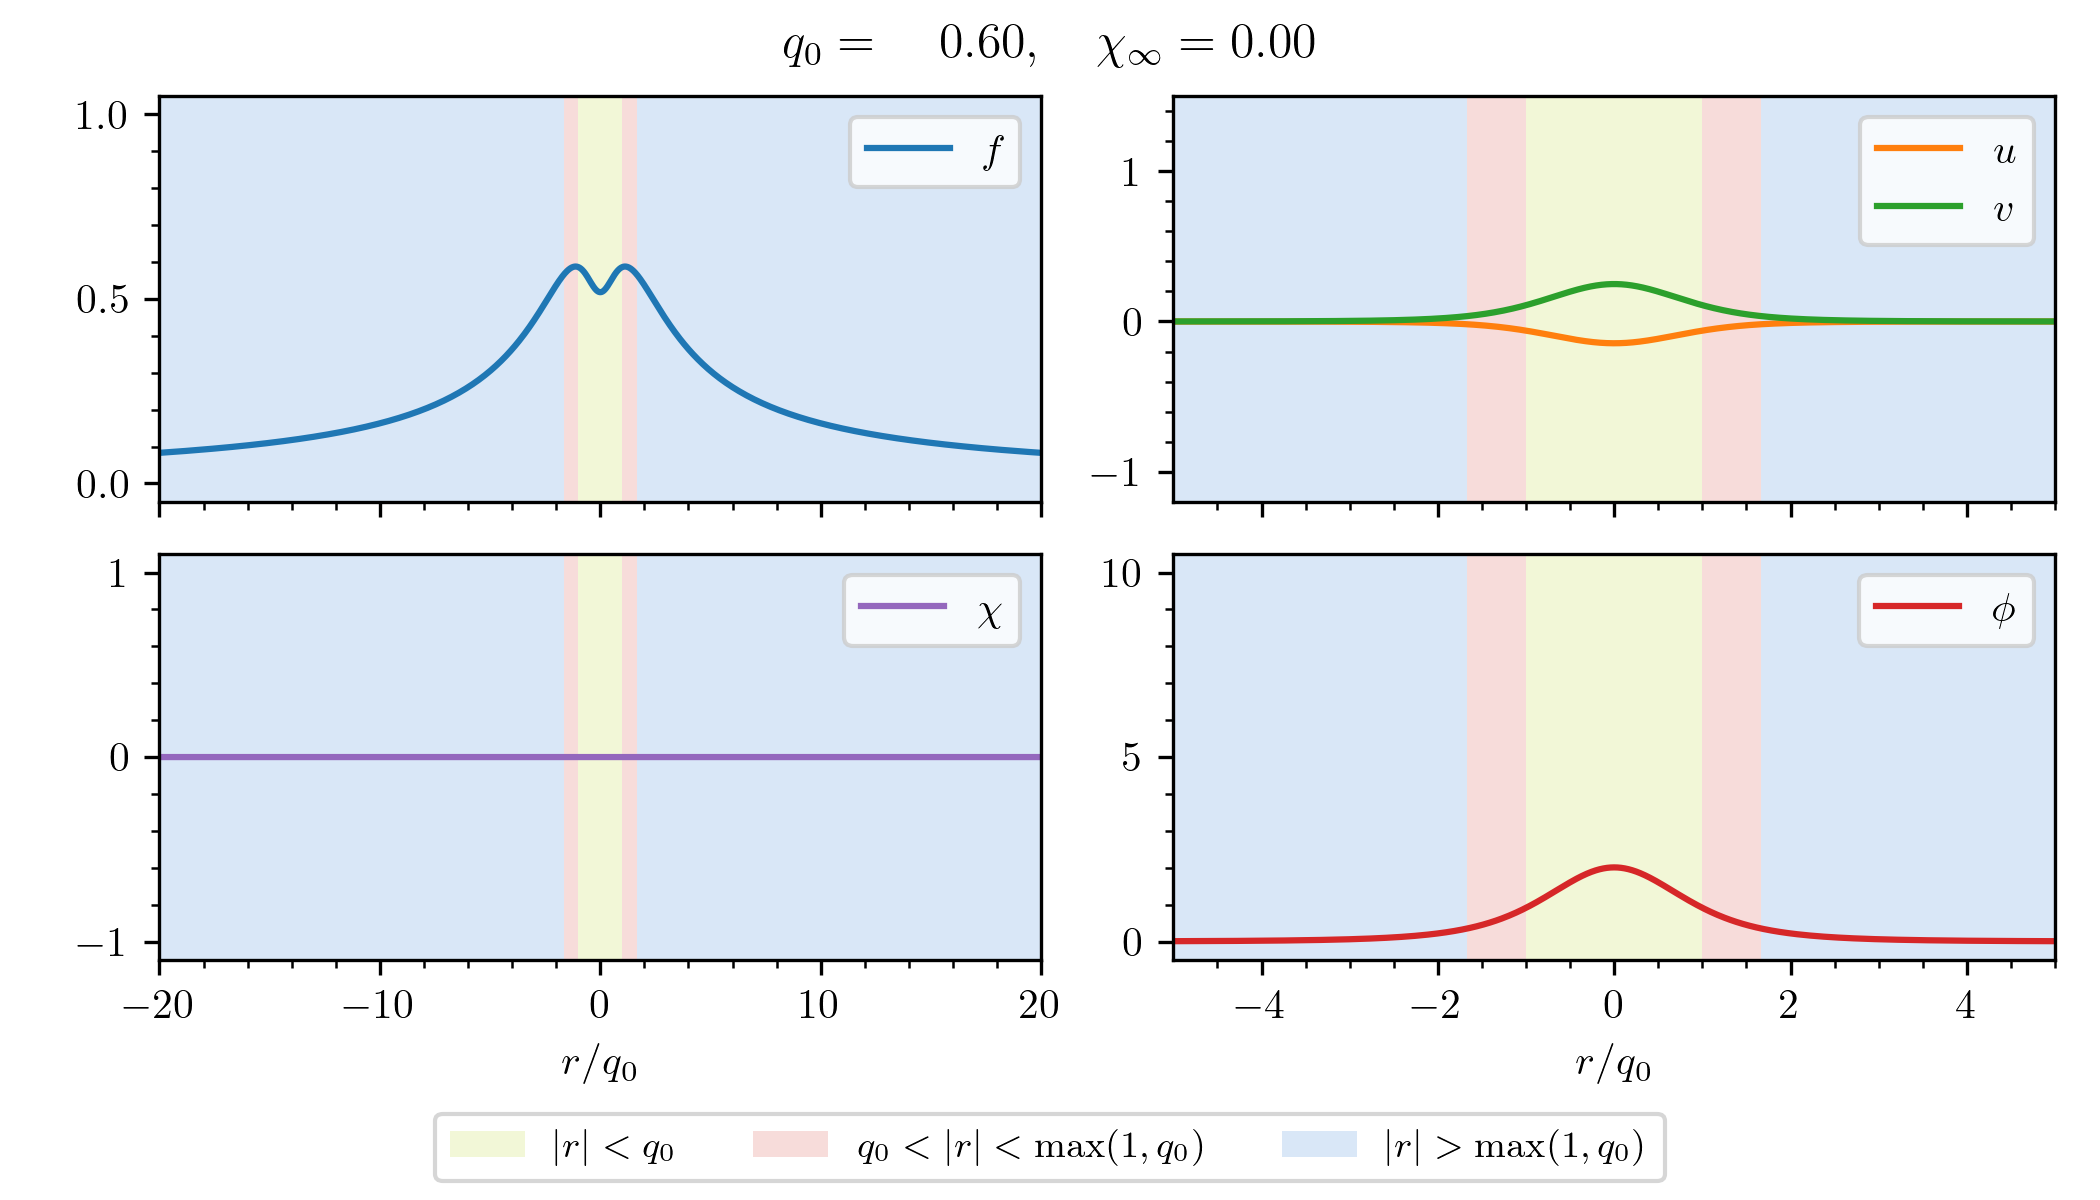 q₀ = 0.60, χ∞ = 0.00
1.0
0.5
0.0
f
1
0
−1
u
v
1
0
−1
χ
−20 −10 0 10 20
r/q₀
10
5
0
ϕ
−4 −2 0 2 4
r/q₀
|r| < q₀ q₀ < |r| < max(1, q₀) |r| > max(1, q₀)